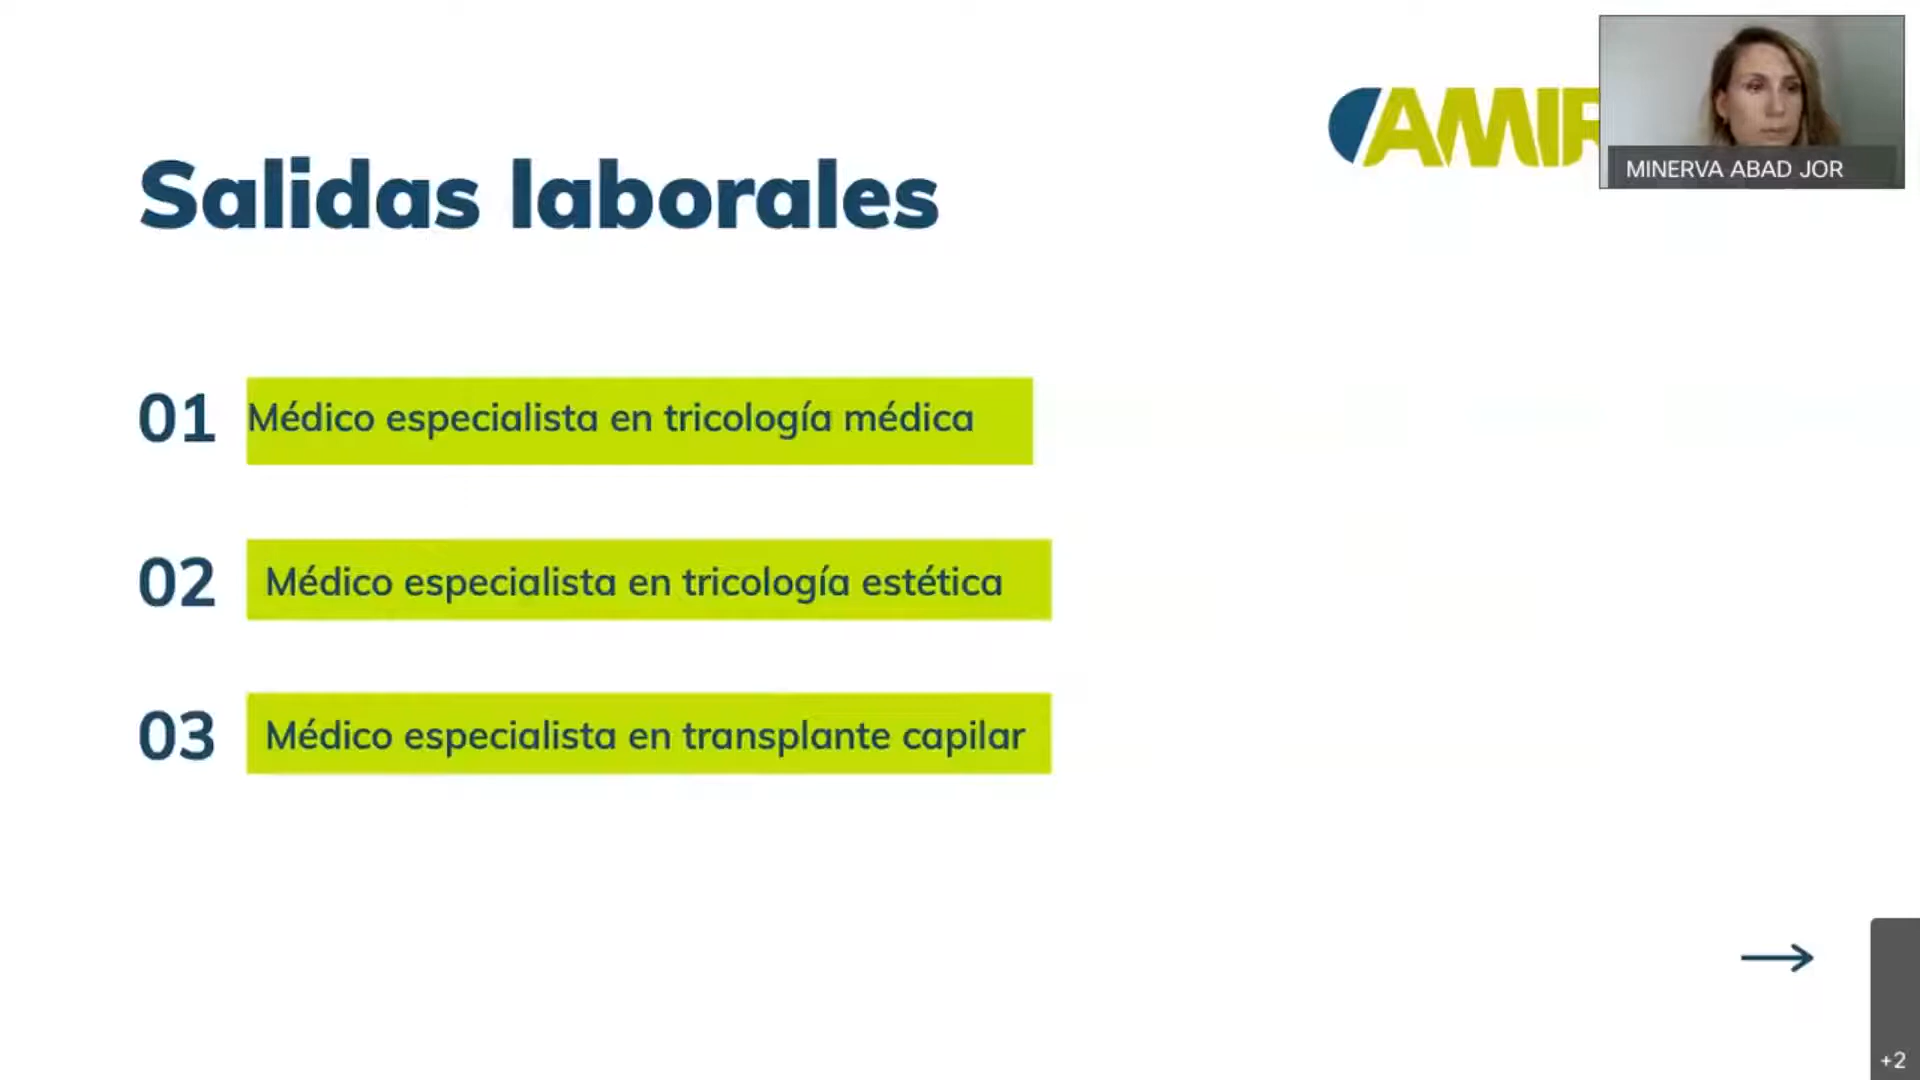 AMIR
MINERVA ABAD JOR
Salidas laborales
01 Médico especialista en tricología médica
02 Médico especialista en tricología estética
03 Médico especialista en transplante capilar
+2